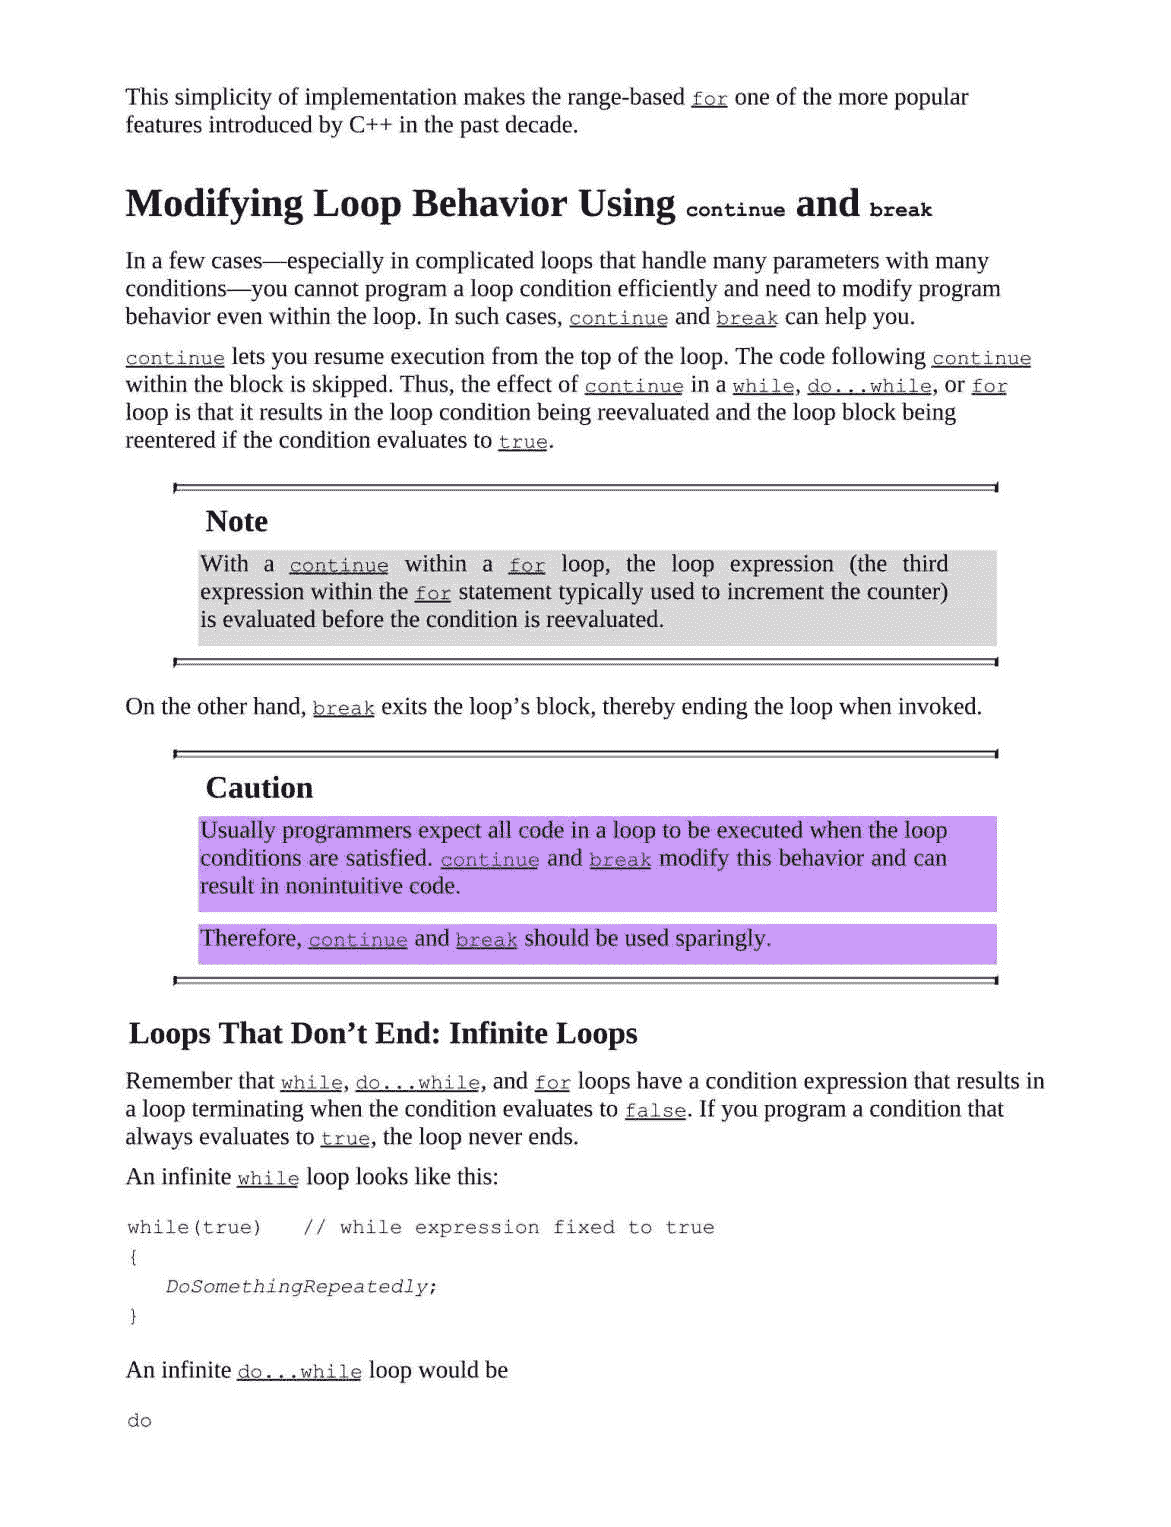 This simplicity of implementation makes the range-based for one of the more popular
features introduced by C++ in the past decade.
Modifying Loop Behavior Using continue and break
In a few cases—especially in complicated loops that handle many parameters with many
conditions—you cannot program a loop condition efficiently and need to modify program
behavior even within the loop. In such cases, continue and break can help you.
continue lets you resume execution from the top of the loop. The code following continue
within the block is skipped. Thus, the effect of continue in a while, do...while, or for
loop is that it results in the loop condition being reevaluated and the loop block being
reentered if the condition evaluates to true.
Note
With a continue within a for loop, the loop expression (the third
expression within the for statement typically used to increment the counter)
is evaluated before the condition is reevaluated.
On the other hand, break exits the loop’s block, thereby ending the loop when invoked.
Caution
Usually programmers expect all code in a loop to be executed when the loop
conditions are satisfied. continue and break modify this behavior and can
result in nonintuitive code.
Therefore, continue and break should be used sparingly.
Loops That Don’t End: Infinite Loops
Remember that while, do...while, and for loops have a condition expression that results in
a loop terminating when the condition evaluates to false. If you program a condition that
always evaluates to true, the loop never ends.
An infinite while loop looks like this:
while(true)   // while expression fixed to true
{
   DoSomethingRepeatedly;
}
An infinite do...while loop would be
do